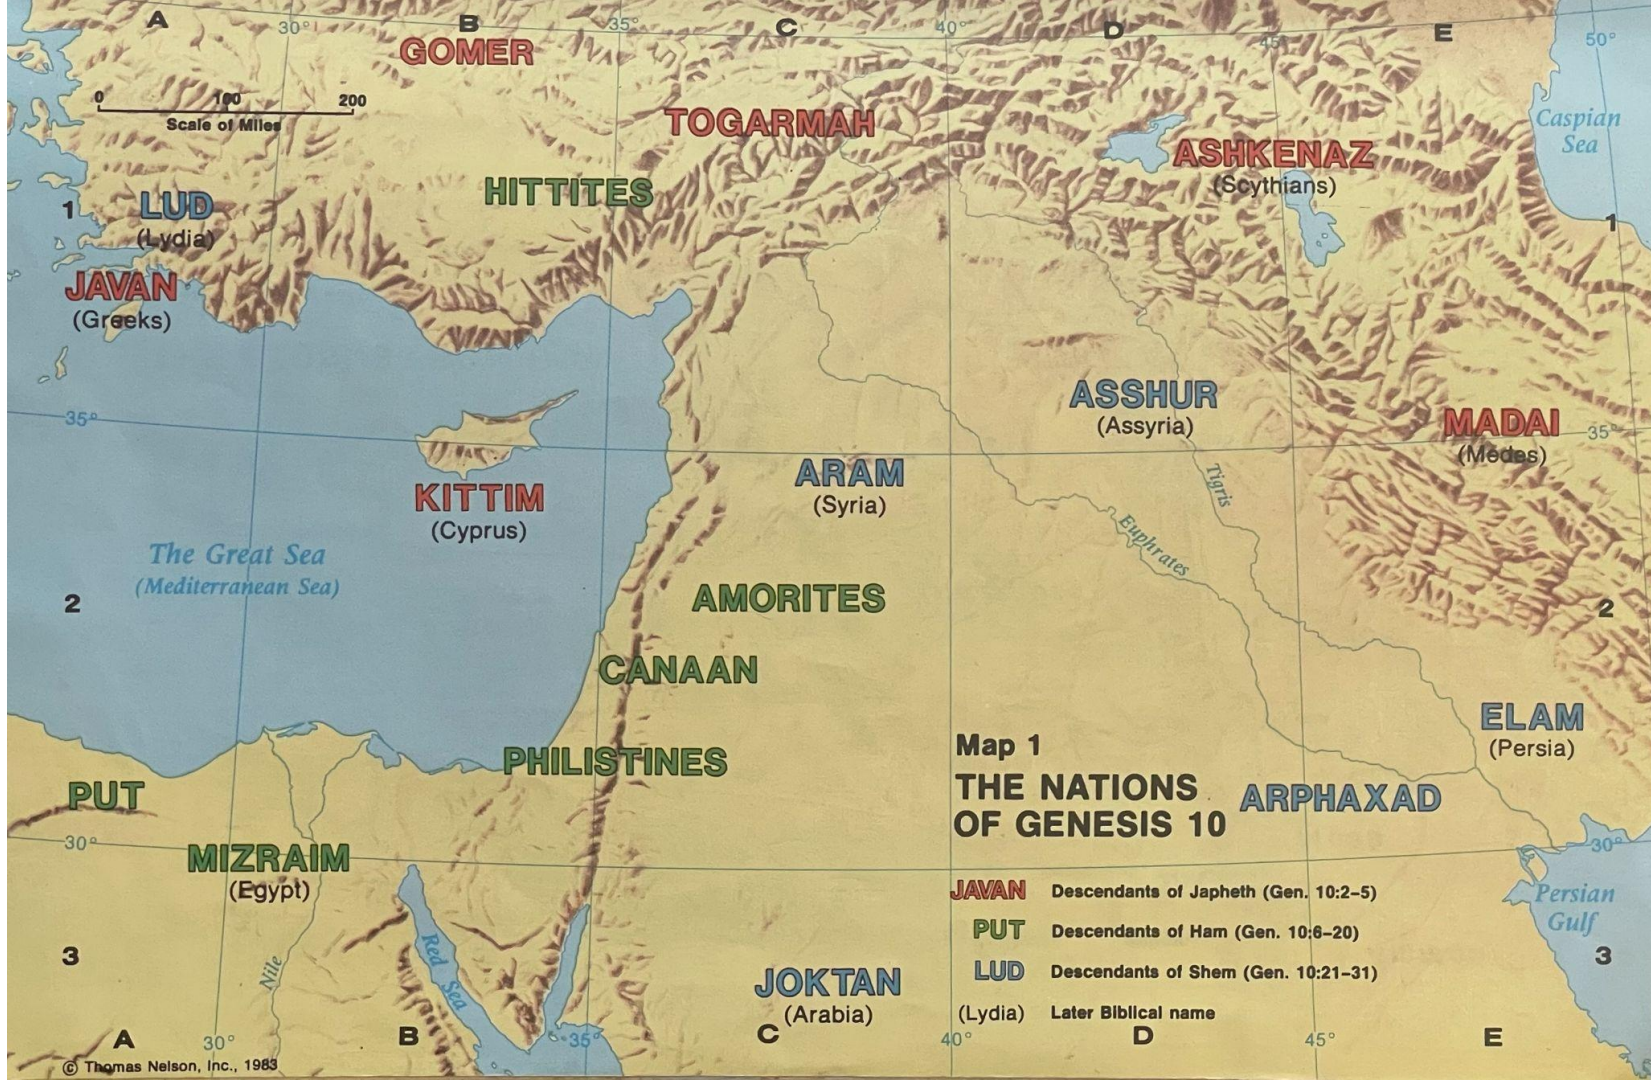 A
B
C
D
E
30°
35°
40°
45°
50°
GOMER
0 100 200
Scale of Miles
TOGARMAH
Caspian
Sea
ASHKENAZ
(Scythians)
HITTITES
1
LUD
(Lydia)
1
JAVAN
(Greeks)
35°
ASSHUR
(Assyria)
MADAI
(Medes)
35°
ARAM
(Syria)
Tigris
KITTIM
(Cyprus)
Euphrates
The Great Sea
(Mediterranean Sea)
2
AMORITES
2
CANAAN
ELAM
(Persia)
PHILISTINES
Map 1
THE NATIONS
OF GENESIS 10
ARPHAXAD
PUT
30°
MIZRAIM
(Egypt)
30°
Persian
Gulf
JAVAN Descendants of Japheth (Gen. 10:2–5)
PUT Descendants of Ham (Gen. 10:6–20)
LUD Descendants of Shem (Gen. 10:21–31)
(Lydia) Later Biblical name
3
Nile
Red Sea
JOKTAN
(Arabia)
3
A
30°
B
35°
C
40°
D
45°
E
© Thomas Nelson, Inc., 1983